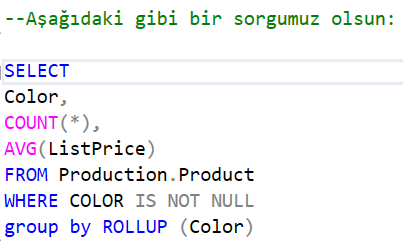 --Aşağıdaki gibi bir sorgumuz olsun:
SELECT
Color,
COUNT(*),
AVG(ListPrice)
FROM Production.Product
WHERE COLOR IS NOT NULL
group by ROLLUP (Color)